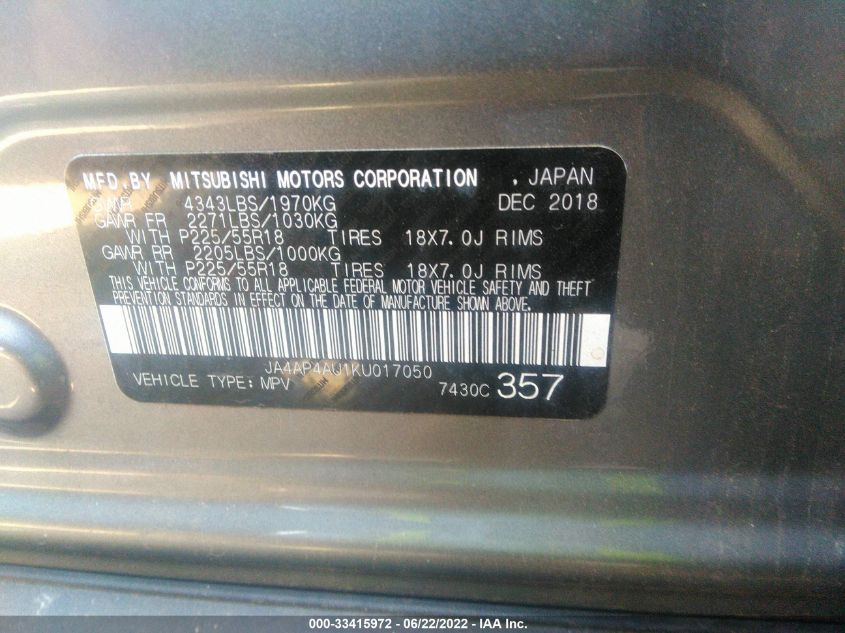 MFD. BY MITSUBISHI MOTORS CORPORATION , JAPAN
GVWR 4343LBS/1970KG DEC 2018
GAWR FR 2271LBS/1030KG
WITH P225/55R18 TIRES 18X7.0J RIMS
GAWR RR 2205LBS/1000KG
WITH P225/55R18 TIRES 18X7.0J RIMS
THIS VEHICLE CONFORMS TO ALL APPLICABLE FEDERAL MOTOR VEHICLE SAFETY AND THEFT
PREVENTION STANDARDS IN EFFECT ON THE DATE OF MANUFACTURE SHOWN ABOVE.
JA4AP4AU1KU017050
VEHICLE TYPE: MPV 7430C 357
000-33415972 / 06/22/2022 - IAA Inc.